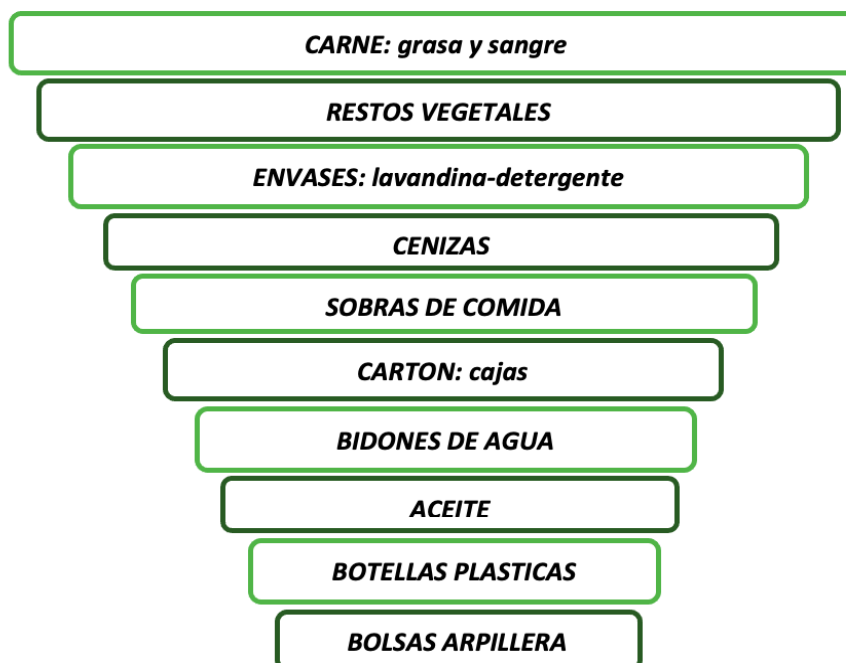 CARNE: grasa y sangre
RESTOS VEGETALES
ENVASES: lavandina-detergente
CENIZAS
SOBRAS DE COMIDA
CARTON: cajas
BIDONES DE AGUA
ACEITE
BOTELLAS PLASTICAS
BOLSAS ARPILLERA